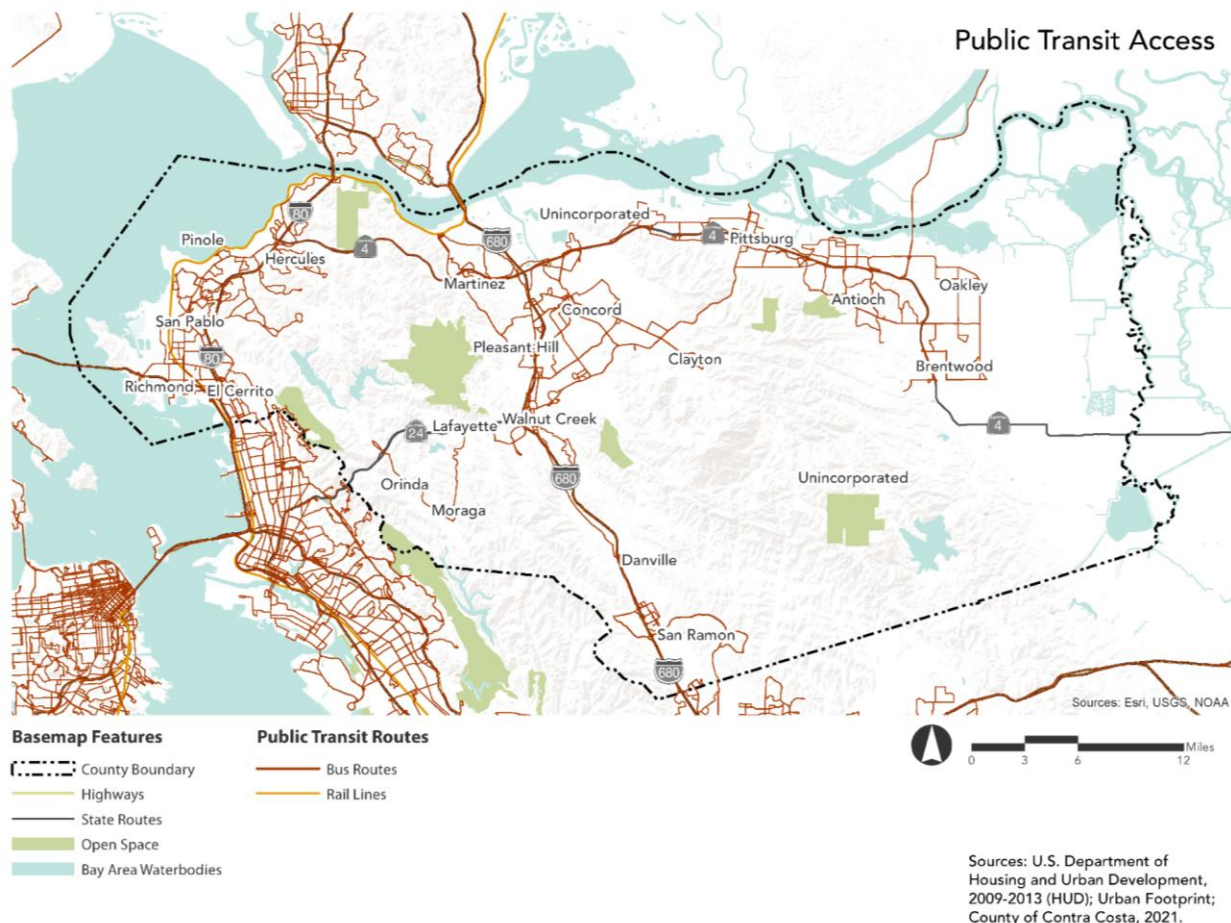 Public Transit Access
Unincorporated
80
Pinole
680
4
Pittsburg
Hercules
4
Martinez
Oakley
Antioch
Concord
San Pablo
Pleasant Hill
80
Clayton
Brentwood
Richmond
El Cerrito
Walnut Creek
Lafayette
24
4
680
Unincorporated
Orinda
Moraga
Danville
San Ramon
680
Sources: Esri, USGS, NOAA
Basemap Features
County Boundary
Highways
State Routes
Open Space
Bay Area Waterbodies
Public Transit Routes
Bus Routes
Rail Lines
Miles
0 3 6 12
Sources: U.S. Department of
Housing and Urban Development,
2009-2013 (HUD); Urban Footprint;
County of Contra Costa, 2021.